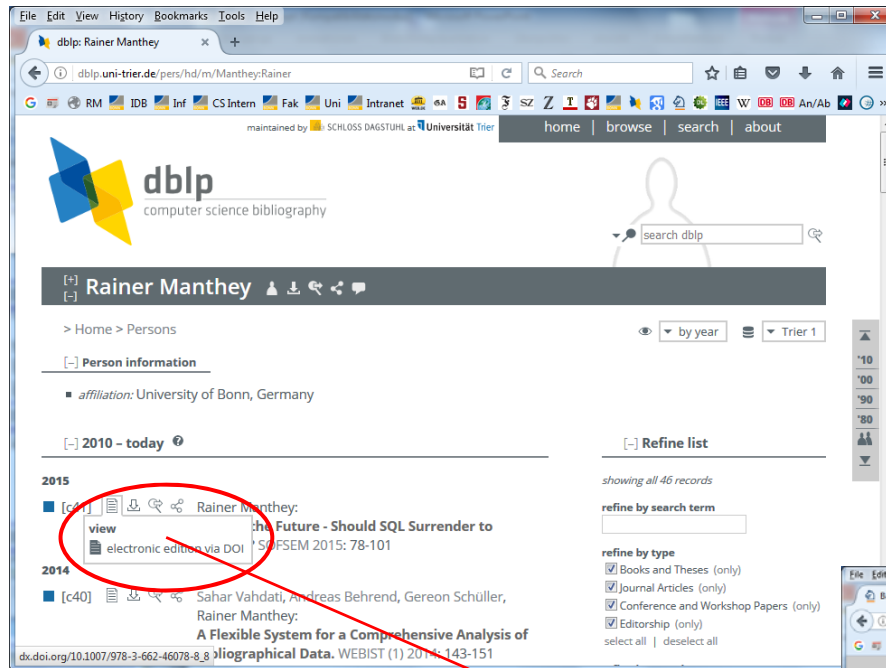 File Edit View History Bookmarks Tools Help
dblp: Rainer Manthey × +
dblp.uni-trier.de/pers/hd/m/Manthey:Rainer Search
G RM IDB Inf CS Intern Fak Uni Intranet GA S SZ Z T IEEE W DB DB An/Ab »
maintained by SCHLOSS DAGSTUHL at Universität Trier home | browse | search | about
dblp
computer science bibliography
search dblp
[+]
[-] Rainer Manthey
> Home > Persons by year Trier 1
[-] Person information
'10
'00
'90
'80
affiliation: University of Bonn, Germany
[-] 2010 – today ? [-] Refine list
2015 showing all 46 records
[c41] Rainer Manthey:
view
the Future - Should SQL Surrender to
electronic edition via DOI SOFSEM 2015: 78-101
refine by search term
2014
refine by type
Books and Theses (only)
Journal Articles (only)
Conference and Workshop Papers (only)
Editorship (only)
select all | deselect all
[c40] Sahar Vahdati, Andreas Behrend, Gereon Schüller,
Rainer Manthey:
A Flexible System for a Comprehensive Analysis of
bliographical Data. WEBIST (1) 2014: 143-151
dx.doi.org/10.1007/978-3-662-46078-8_8
File Edit
B
G